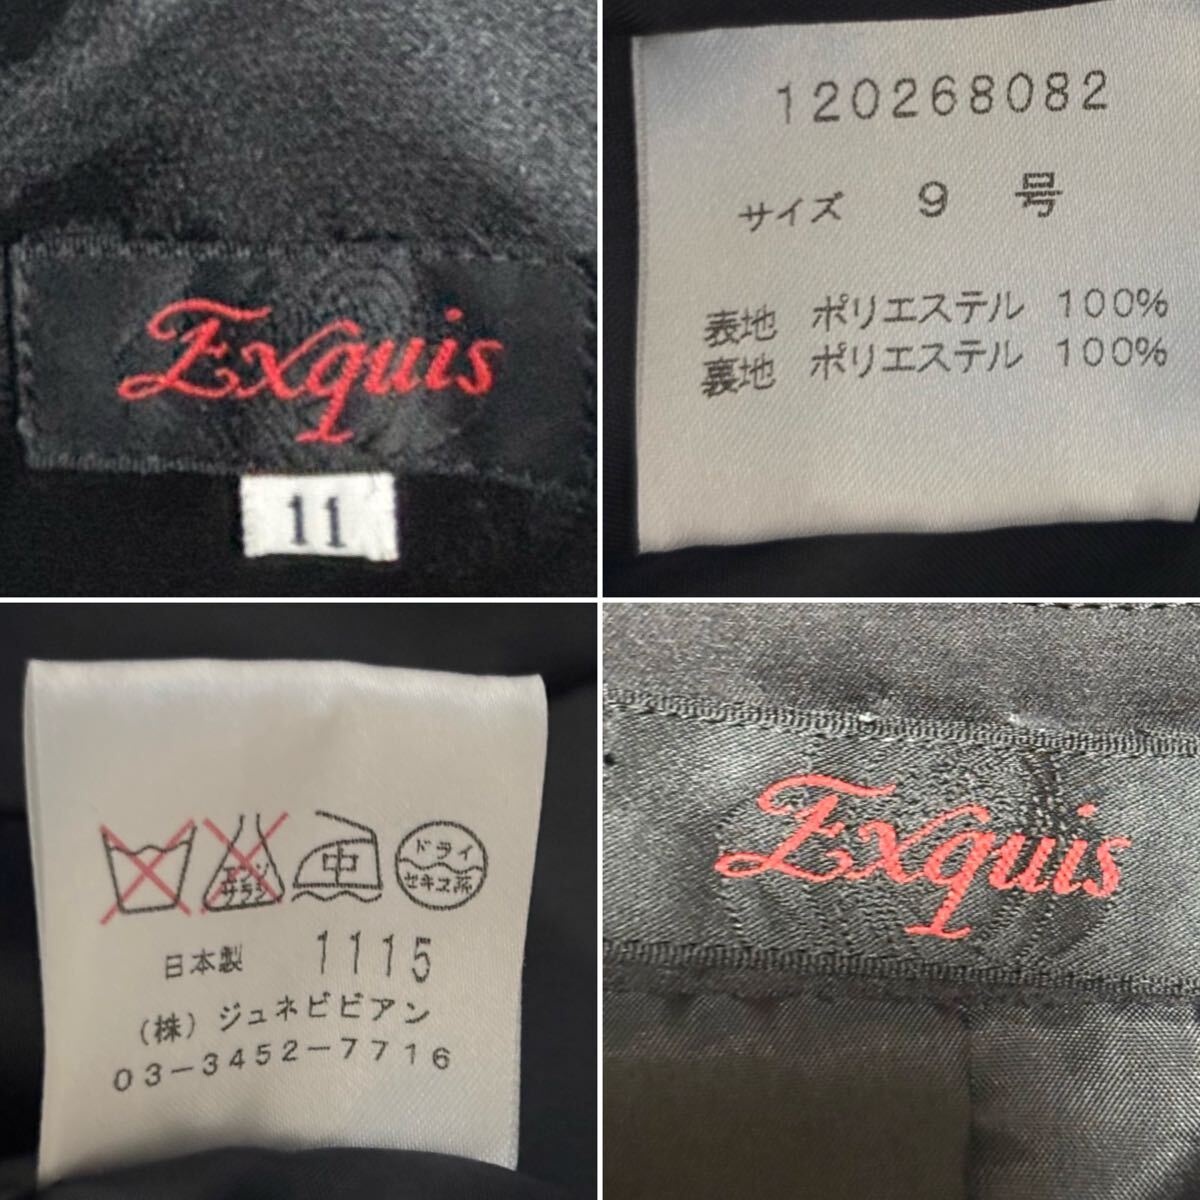 Exquis
11
120268082
サイズ 9 号
表地 ポリエステル 100%
裏地 ポリエステル 100%
中
ドライ
セキユ系
日本製 1115
(株) ジュネビビアン
03-3452-7716
Exquis